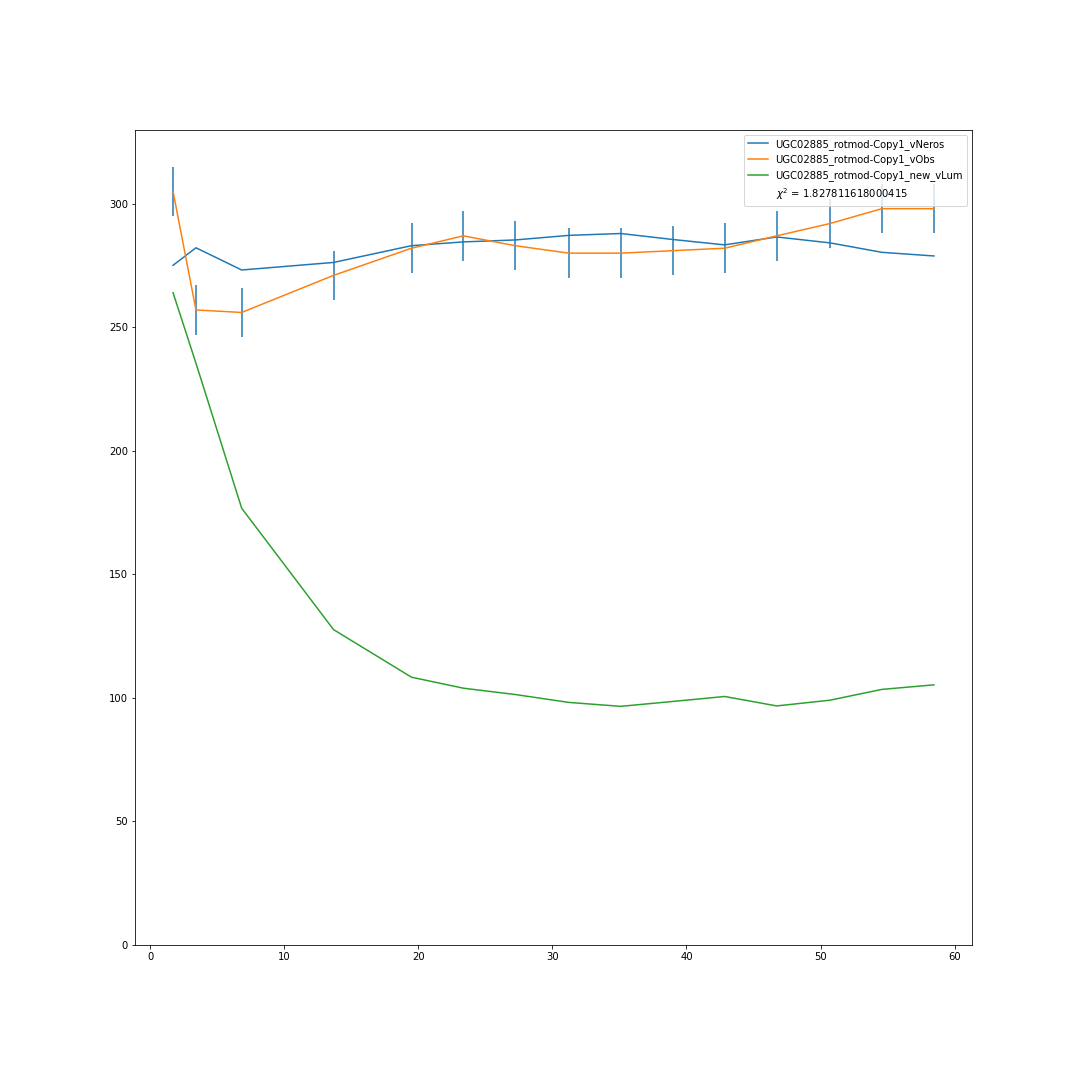 UGC02885_rotmod-Copy1_vNeros
UGC02885_rotmod-Copy1_vObs
UGC02885_rotmod-Copy1_new_vLum
χ² = 1.827811618000415
300
250
200
150
100
50
0
0 10 20 30 40 50 60